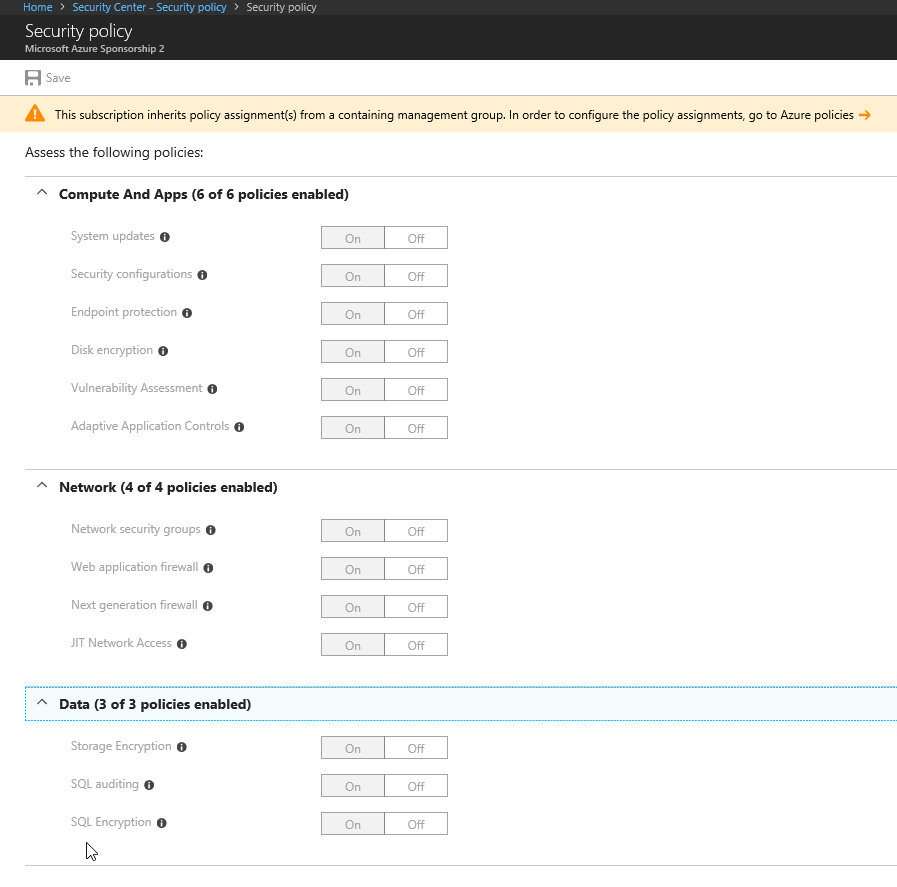 Home > Security Center - Security policy > Security policy
Security policy
Microsoft Azure Sponsorship 2
Save
This subscription inherits policy assignment(s) from a containing management group. In order to configure the policy assignments, go to Azure policies →
Assess the following policies:
Compute And Apps (6 of 6 policies enabled)
System updates On Off
Security configurations On Off
Endpoint protection On Off
Disk encryption On Off
Vulnerability Assessment On Off
Adaptive Application Controls On Off
Network (4 of 4 policies enabled)
Network security groups On Off
Web application firewall On Off
Next generation firewall On Off
JIT Network Access On Off
Data (3 of 3 policies enabled)
Storage Encryption On Off
SQL auditing On Off
SQL Encryption On Off